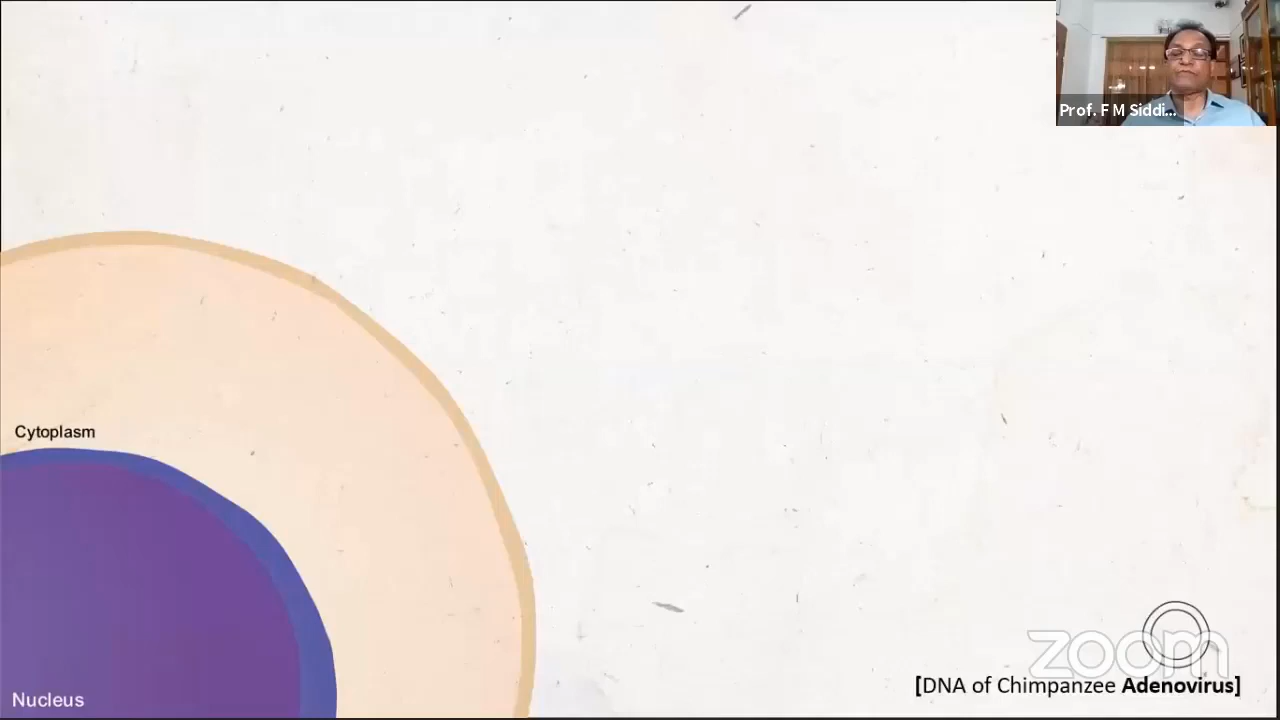 Prof. F M Siddi...
Cytoplasm
Nucleus
zoom
[DNA of Chimpanzee Adenovirus]